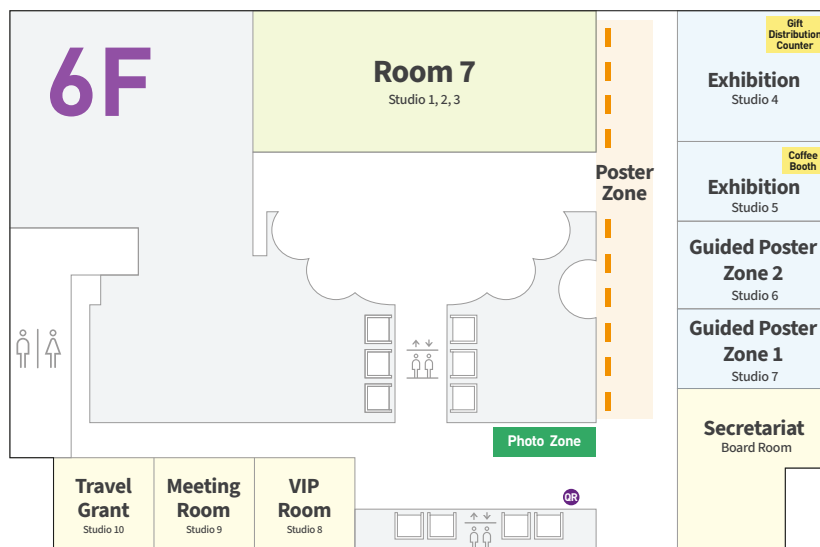 6F
Room 7
Studio 1, 2, 3
Poster
Zone
Gift
Distribution
Counter
Exhibition
Studio 4
Coffee
Booth
Exhibition
Studio 5
Guided Poster
Zone 2
Studio 6
Guided Poster
Zone 1
Studio 7
Secretariat
Board Room
Photo Zone
QR
Travel
Grant
Studio 10
Meeting
Room
Studio 9
VIP
Room
Studio 8